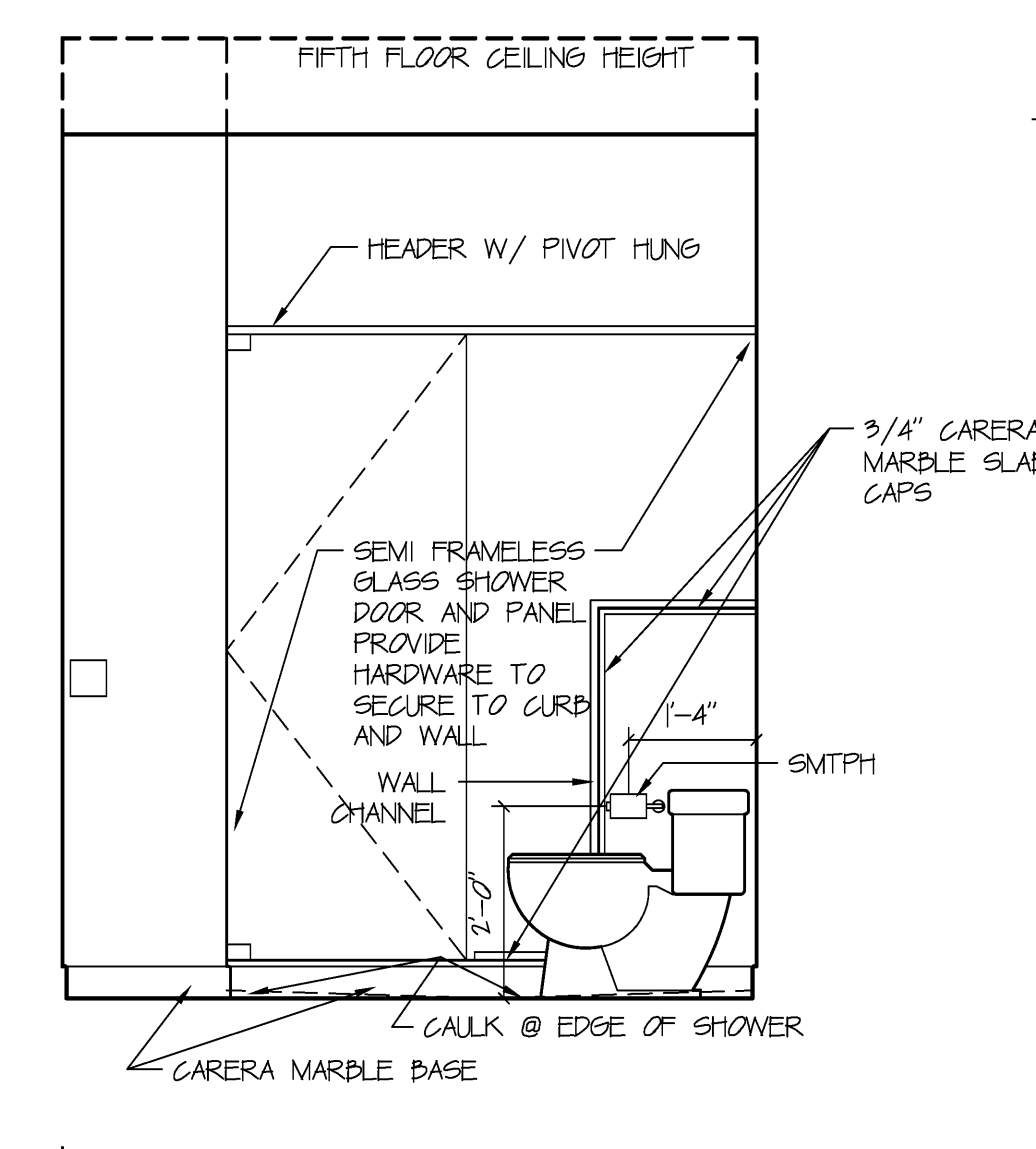 FIFTH FLOOR CEILING HEIGHT
HEADER W/ PIVOT HUNG
3/4" CARERA
MARBLE SLAB
CAPS
SEMI FRAMELESS
GLASS SHOWER
DOOR AND PANEL
PROVIDE
HARDWARE TO
SECURE TO CURB
AND WALL
1'-4"
SMTPH
WALL
CHANNEL
2'-0"
CAULK @ EDGE OF SHOWER
CARERA MARBLE BASE